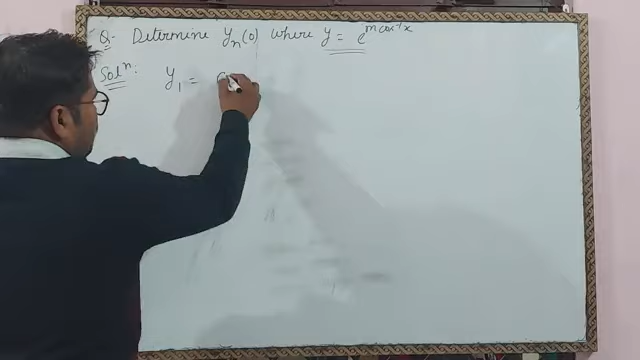 Q- Determine yₙ(0) where y = e^{m cos⁻¹x}
Solⁿ: y₁ =